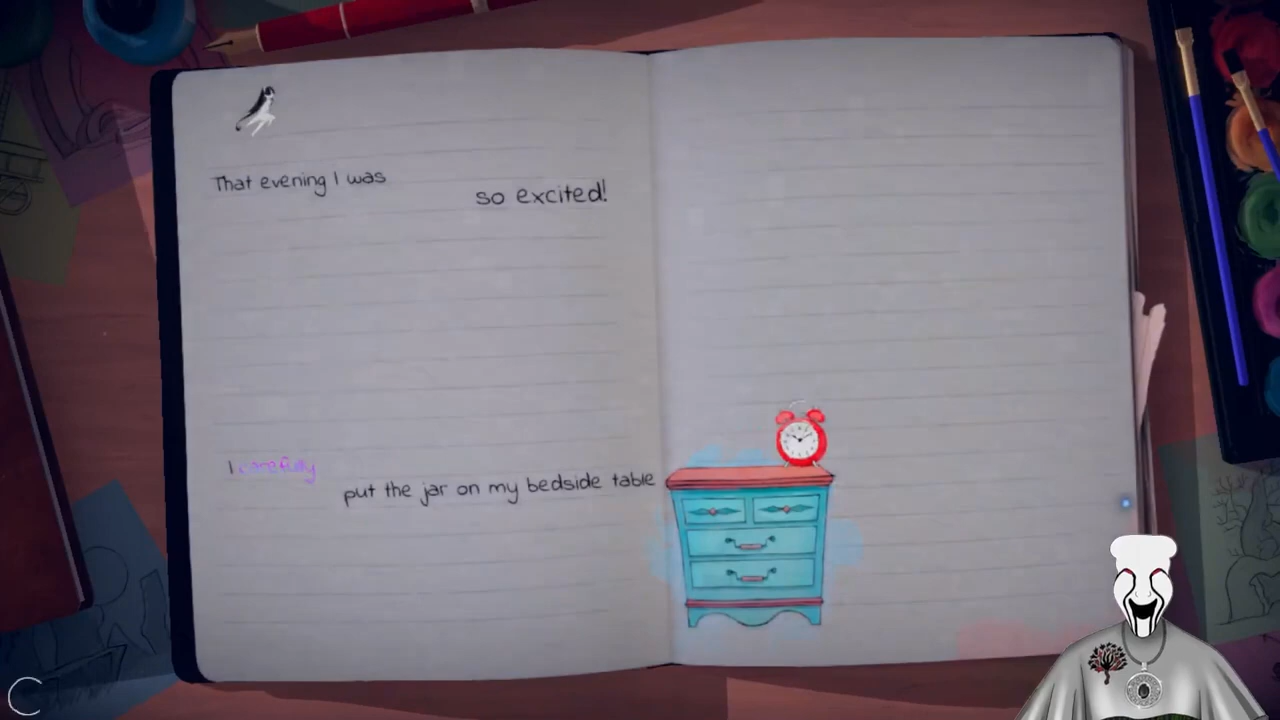 That evening I was
so excited!
I carefully
put the jar on my bedside table